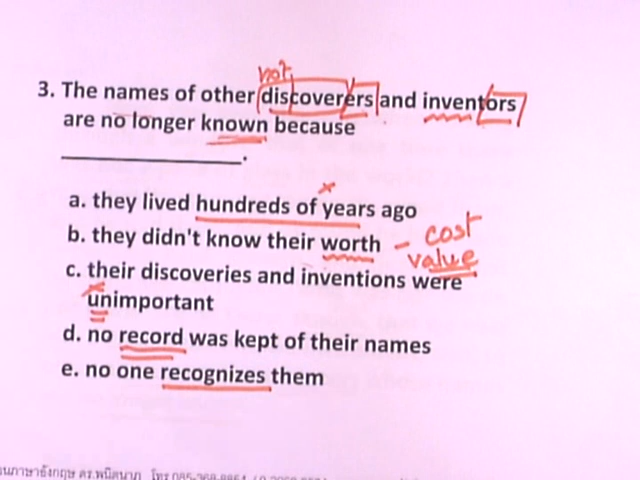 not
3. The names of other discoverers and inventors
are no longer known because
_______________.
a. they lived hundreds of years ago
b. they didn't know their worth – cost
value
c. their discoveries and inventions were
unimportant
d. no record was kept of their names
e. no one recognizes them